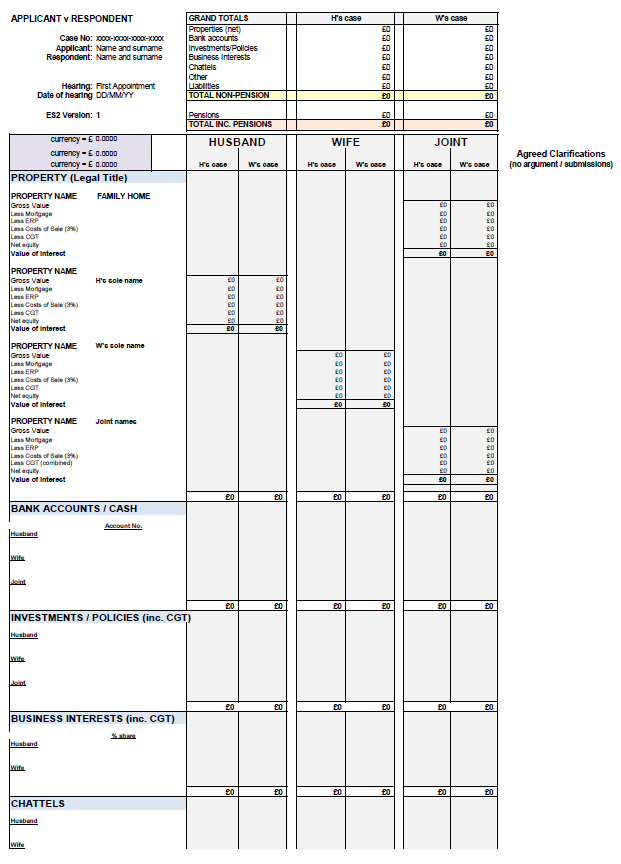 APPLICANT v RESPONDENT
GRAND TOTALS H's case W's case
Properties (net) £0 £0
Case No: xxxx-xxxx-xxxx-xxxx Bank accounts £0 £0
Applicant: Name and surname Investments/Policies £0 £0
Respondent: Name and surname Business Interests £0 £0
Chattels £0 £0
Other £0 £0
Hearing: First Appointment Liabilities £0 £0
Date of hearing DD/MM/YY TOTAL NON-PENSION £0 £0
ES2 Version: 1 Pensions £0 £0
TOTAL INC. PENSIONS £0 £0
currency = £ 0.0000
currency = £ 0.0000
currency = £ 0.0000
HUSBAND WIFE JOINT
H's case W's case H's case W's case H's case W's case
Agreed Clarifications
(no argument / submissions)
PROPERTY (Legal Title)
PROPERTY NAME FAMILY HOME
Gross Value £0 £0
Less Mortgage £0 £0
Less ERP £0 £0
Less Costs of Sale (3%) £0 £0
Less CGT £0 £0
Net equity £0 £0
Value of Interest £0 £0
PROPERTY NAME
Gross Value H's sole name £0 £0
Less Mortgage £0 £0
Less ERP £0 £0
Less Costs of Sale (3%) £0 £0
Less CGT £0 £0
Net equity £0 £0
Value of Interest £0 £0
PROPERTY NAME W's sole name
Gross Value £0 £0
Less Mortgage £0 £0
Less ERP £0 £0
Less Costs of Sale (3%) £0 £0
Less CGT £0 £0
Net equity £0 £0
Value of Interest £0 £0
PROPERTY NAME Joint names
Gross Value £0 £0
Less Mortgage £0 £0
Less ERP £0 £0
Less Costs of Sale (3%) £0 £0
Less CGT (combined) £0 £0
Net equity £0 £0
Value of Interest £0 £0
£0 £0 £0 £0 £0 £0
BANK ACCOUNTS / CASH
Account No.
Husband
Wife
Joint
£0 £0 £0 £0 £0 £0
INVESTMENTS / POLICIES (inc. CGT)
Husband
Wife
Joint
£0 £0 £0 £0 £0 £0
BUSINESS INTERESTS (inc. CGT)
% share
Husband
Wife
£0 £0 £0 £0 £0 £0
CHATTELS
Husband
Wife